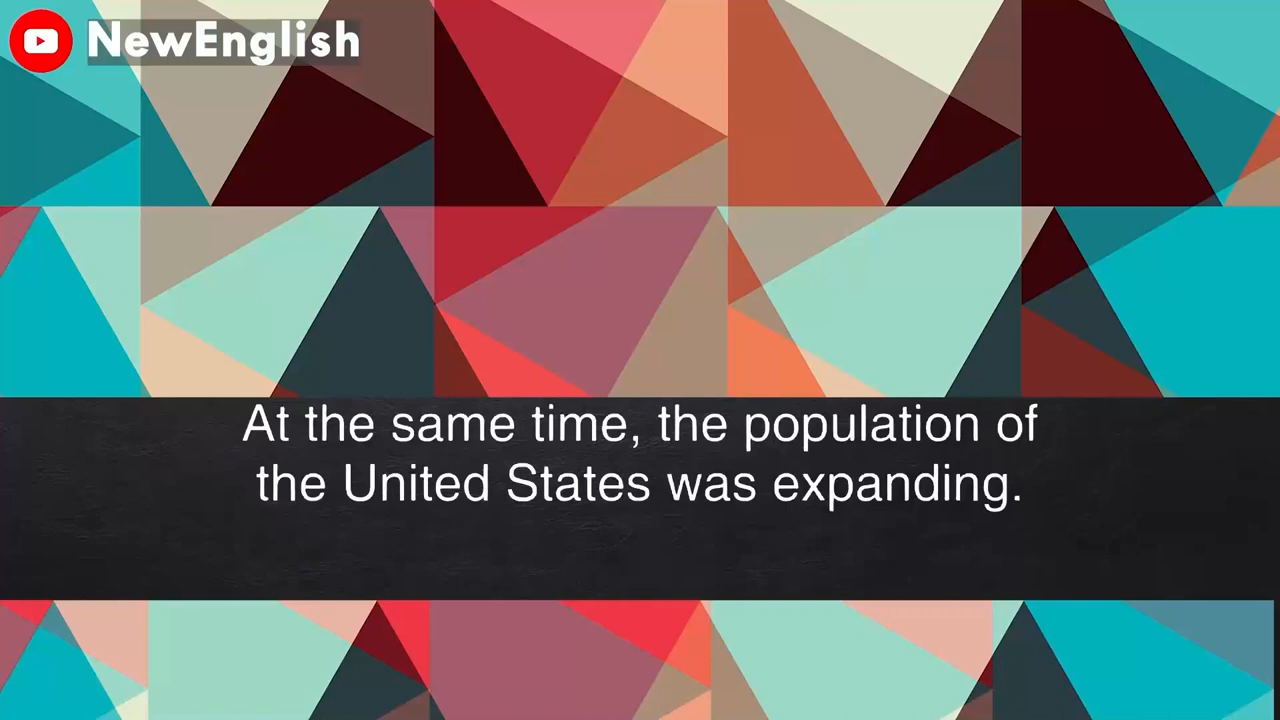 NewEnglish
At the same time, the population of
the United States was expanding.